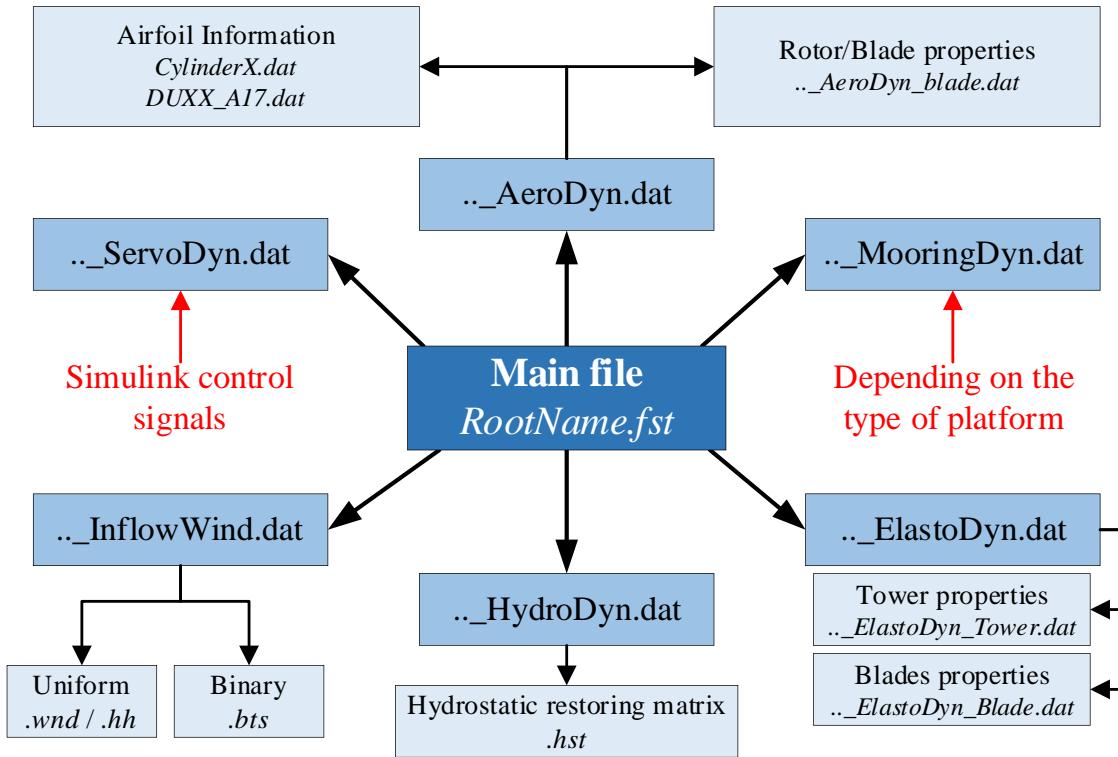 Airfoil Information
CylinderX.dat
DUXX_A17.dat
Rotor/Blade properties
.._AeroDyn_blade.dat
.._AeroDyn.dat
.._ServoDyn.dat
.._MooringDyn.dat
Simulink control
signals
Main file
RootName.fst
Depending on the
type of platform
.._InflowWind.dat
.._ElastoDyn.dat
.._HydroDyn.dat
Tower properties
.._ElastoDyn_Tower.dat
Blades properties
.._ElastoDyn_Blade.dat
Uniform
.wnd / .hh
Binary
.bts
Hydrostatic restoring matrix
.hst